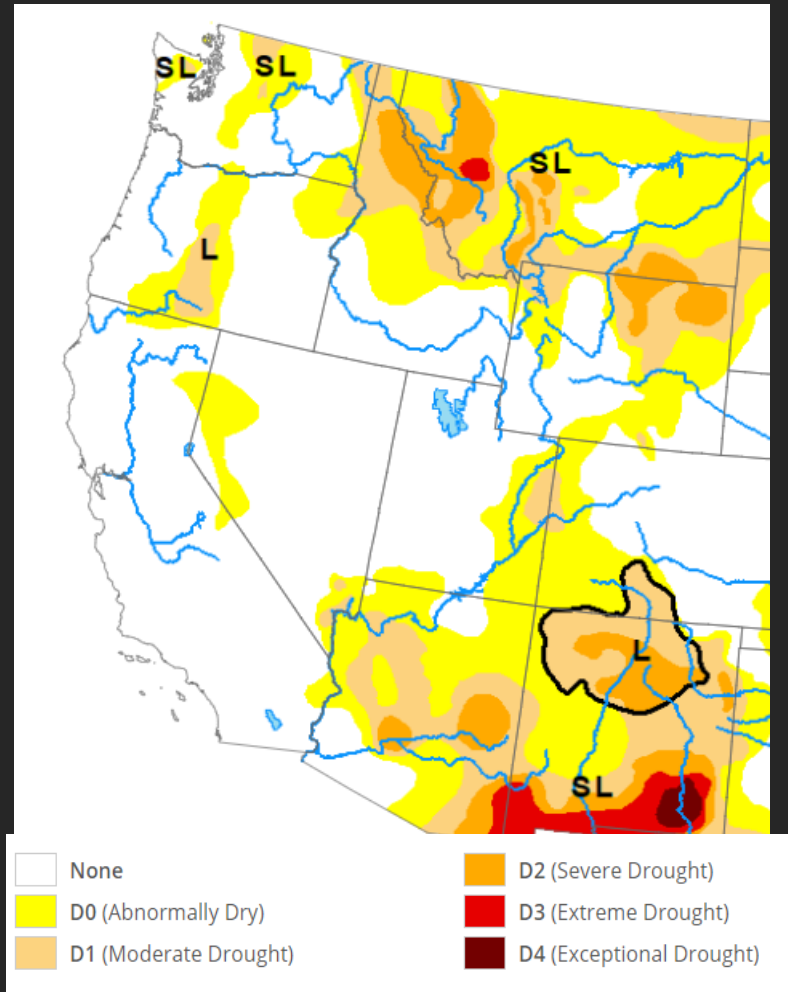 SL
SL
SL
L
L
SL
None
D0 (Abnormally Dry)
D1 (Moderate Drought)
D2 (Severe Drought)
D3 (Extreme Drought)
D4 (Exceptional Drought)